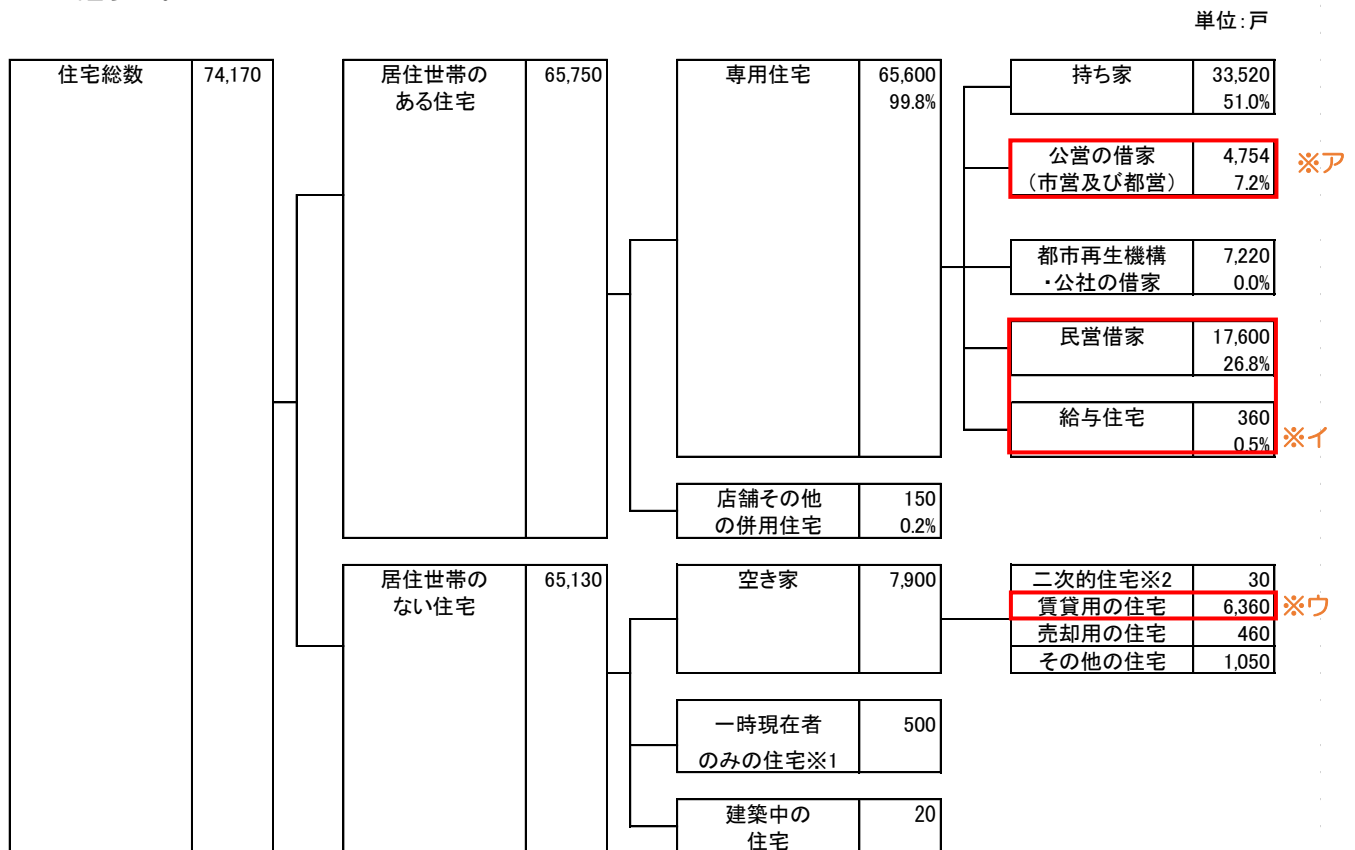 単位：戸
住宅総数 74,170
居住世帯の 65,750
ある住宅
専用住宅 65,600
99.8%
持ち家 33,520
51.0%
公営の借家 4,754
（市営及び都営） 7.2%
※ア
都市再生機構 7,220
・公社の借家 0.0%
民営借家 17,600
26.8%
給与住宅 360
0.5%
※イ
店舗その他 150
の併用住宅 0.2%
居住世帯の 65,130
ない住宅
空き家 7,900
二次的住宅※2 30
賃貸用の住宅 6,360
※ウ
売却用の住宅 460
その他の住宅 1,050
一時現在者 500
のみの住宅※1
建築中の 20
住宅